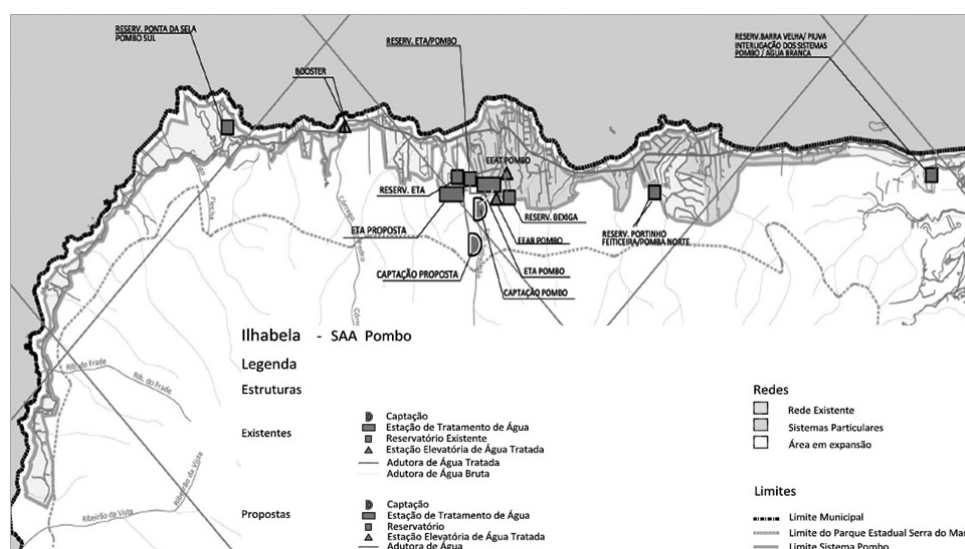 RESERV. PONTA DA SELA
POMBO SUL
BOOSTER
RESERV. ETA/POMBO
RESERV.BARRA VELHA/ PIUVA
INTERLIGAÇÃO DOS SISTEMAS
POMBO / AGUA BRANCA
EEAT POMBO
RESERV. ETA
ETA PROPOSTA
RESERV. BEXIGA
EEAB POMBO
RESERV. PORTINHO
FEITICEIRA/POMBA NORTE
CAPTAÇÃO PROPOSTA
ETA POMBO
CAPTAÇÃO POMBO
Rib. do Frade
Rib. do Frade
Ribeirão da Vista
Ribeirão da Vista
Ilhabela - SAA Pombo
Legenda
Estruturas
Existentes
Captação
Estação de Tratamento de Água
Reservatório Existente
Estação Elevatória de Água Tratada
Adutora de Água Tratada
Adutora de Água Bruta
Propostas
Captação
Estação de Tratamento de Água
Reservatório
Estação Elevatória de Água Tratada
Adutora de Água
Redes
Rede Existente
Sistemas Particulares
Área em expansão
Limites
Limite Municipal
Limite do Parque Estadual Serra do Mar
Limite Sistema Pombo